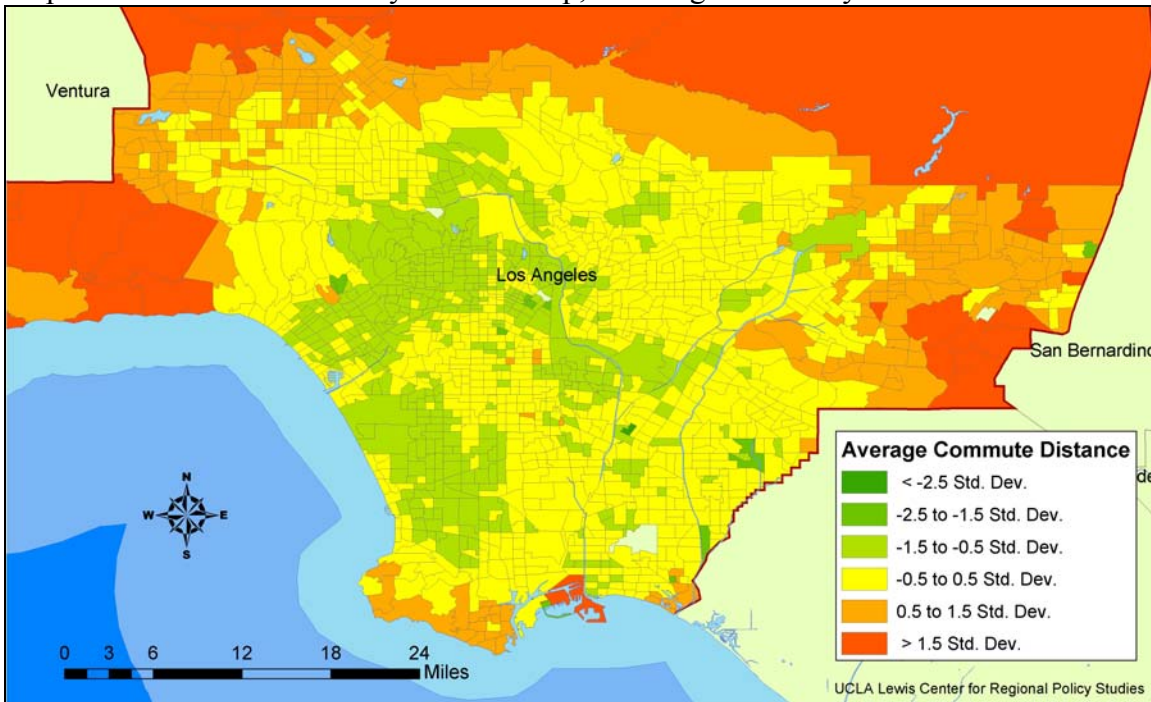 Ventura
Los Angeles
San Bernardino
N
W E
S
Average Commute Distance
< -2.5 Std. Dev.
-2.5 to -1.5 Std. Dev.
-1.5 to -0.5 Std. Dev.
-0.5 to 0.5 Std. Dev.
0.5 to 1.5 Std. Dev.
> 1.5 Std. Dev.
de
0 3 6 12 18 24
Miles
UCLA Lewis Center for Regional Policy Studies